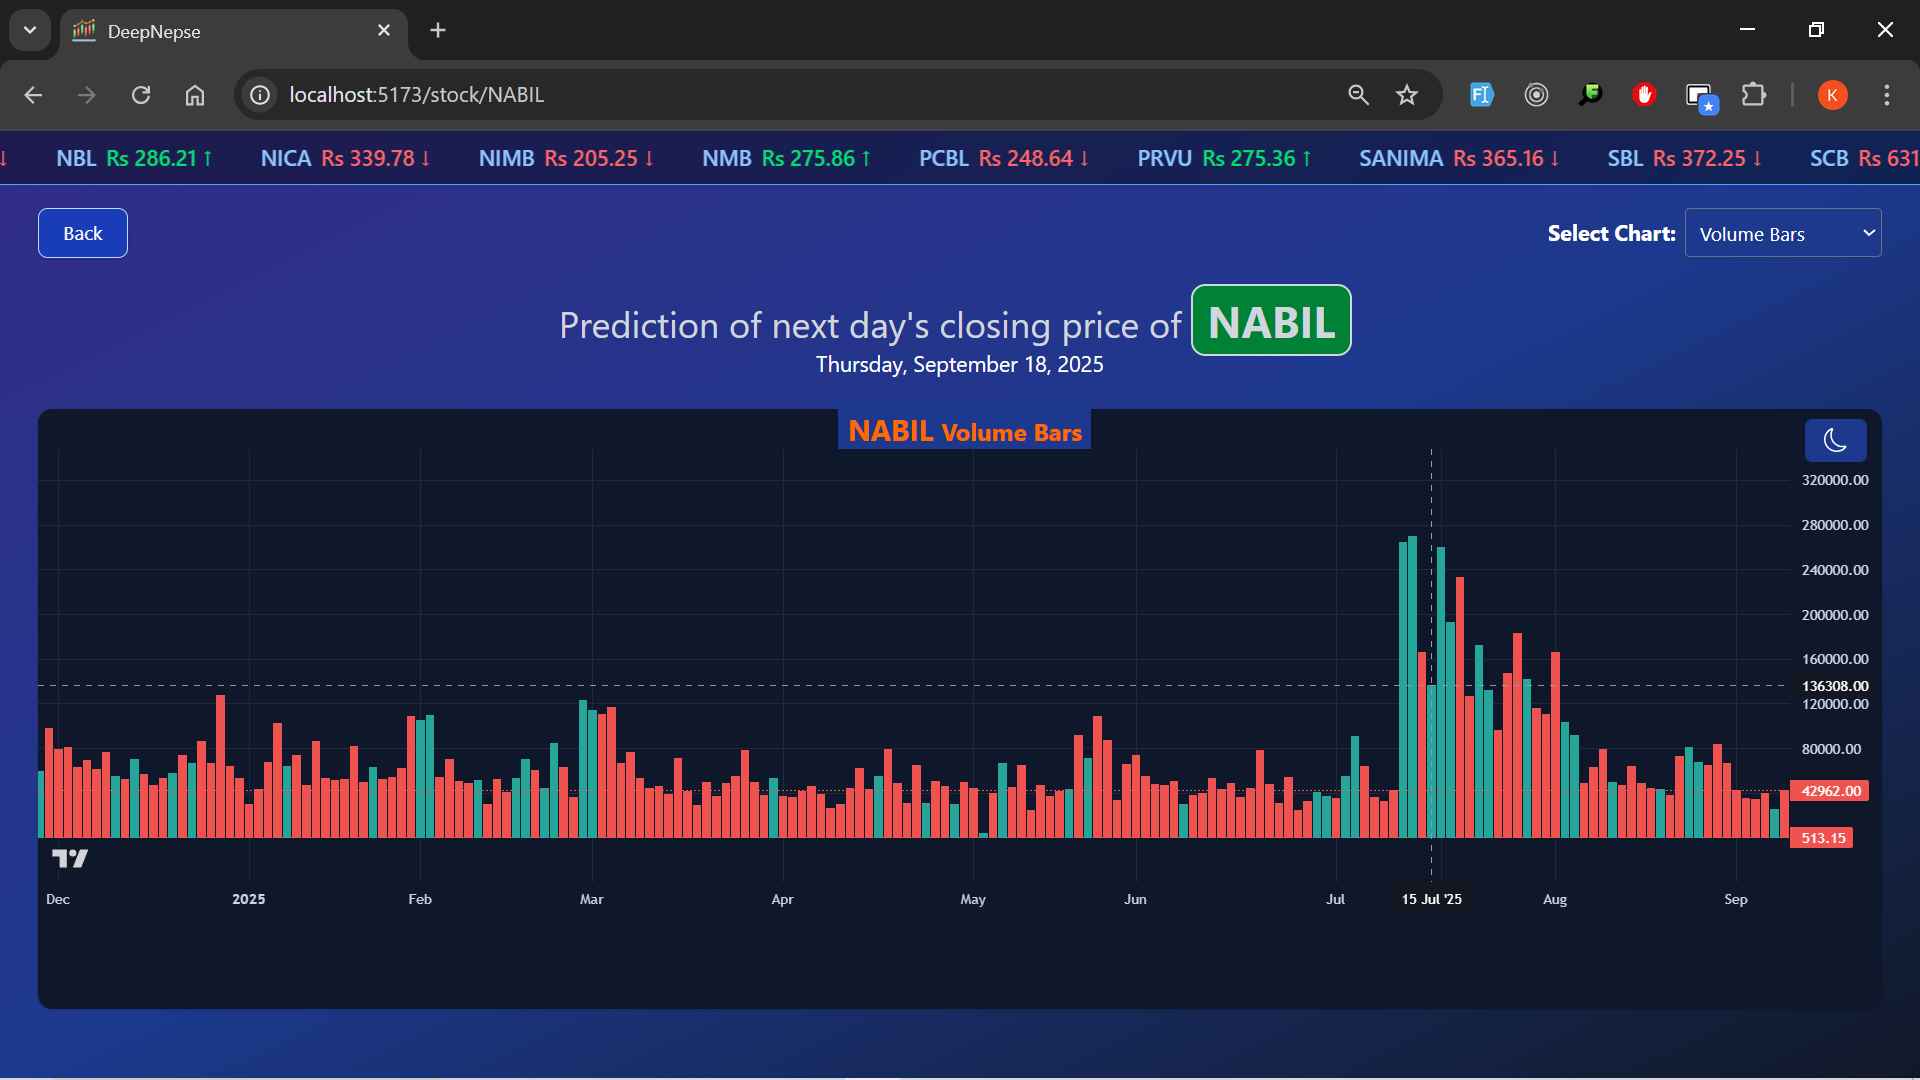 DeepNepse
localhost:5173/stock/NABIL
K
↓ NBL Rs 286.21 ↑ NICA Rs 339.78 ↓ NIMB Rs 205.25 ↓ NMB Rs 275.86 ↑ PCBL Rs 248.64 ↓ PRVU Rs 275.36 ↑ SANIMA Rs 365.16 ↓ SBL Rs 372.25 ↓ SCB Rs 631
Back
Select Chart: Volume Bars
Prediction of next day's closing price of NABIL
Thursday, September 18, 2025
NABIL Volume Bars
320000.00
280000.00
240000.00
200000.00
160000.00
136308.00
120000.00
80000.00
42962.00
513.15
Dec 2025 Feb Mar Apr May Jun Jul 15 Jul '25 Aug Sep